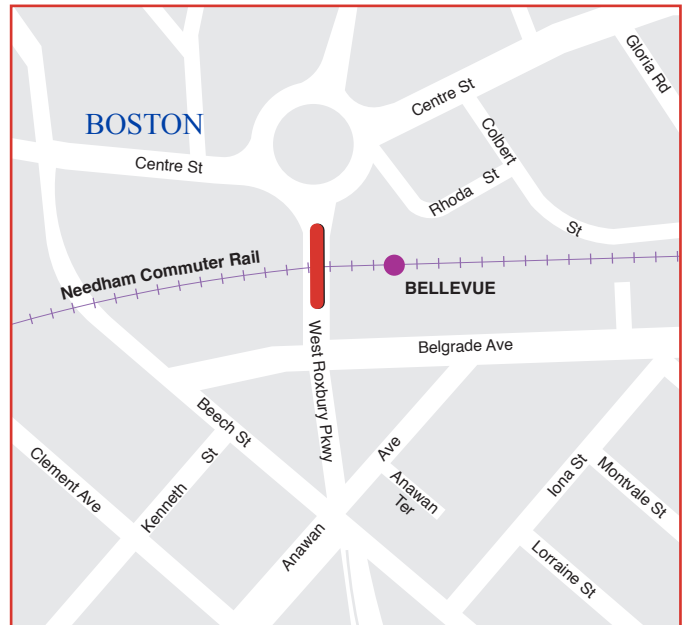 Gloria Rd
Centre St
BOSTON
Colbert
St
Centre St
Rhoda St
Needham Commuter Rail
BELLEVUE
West Roxbury Pkwy
Belgrade Ave
Beech St
Clement Ave
Kenneth St
Anawan Ave
Anawan
Ter
Iona St
Montvale St
Lorraine St